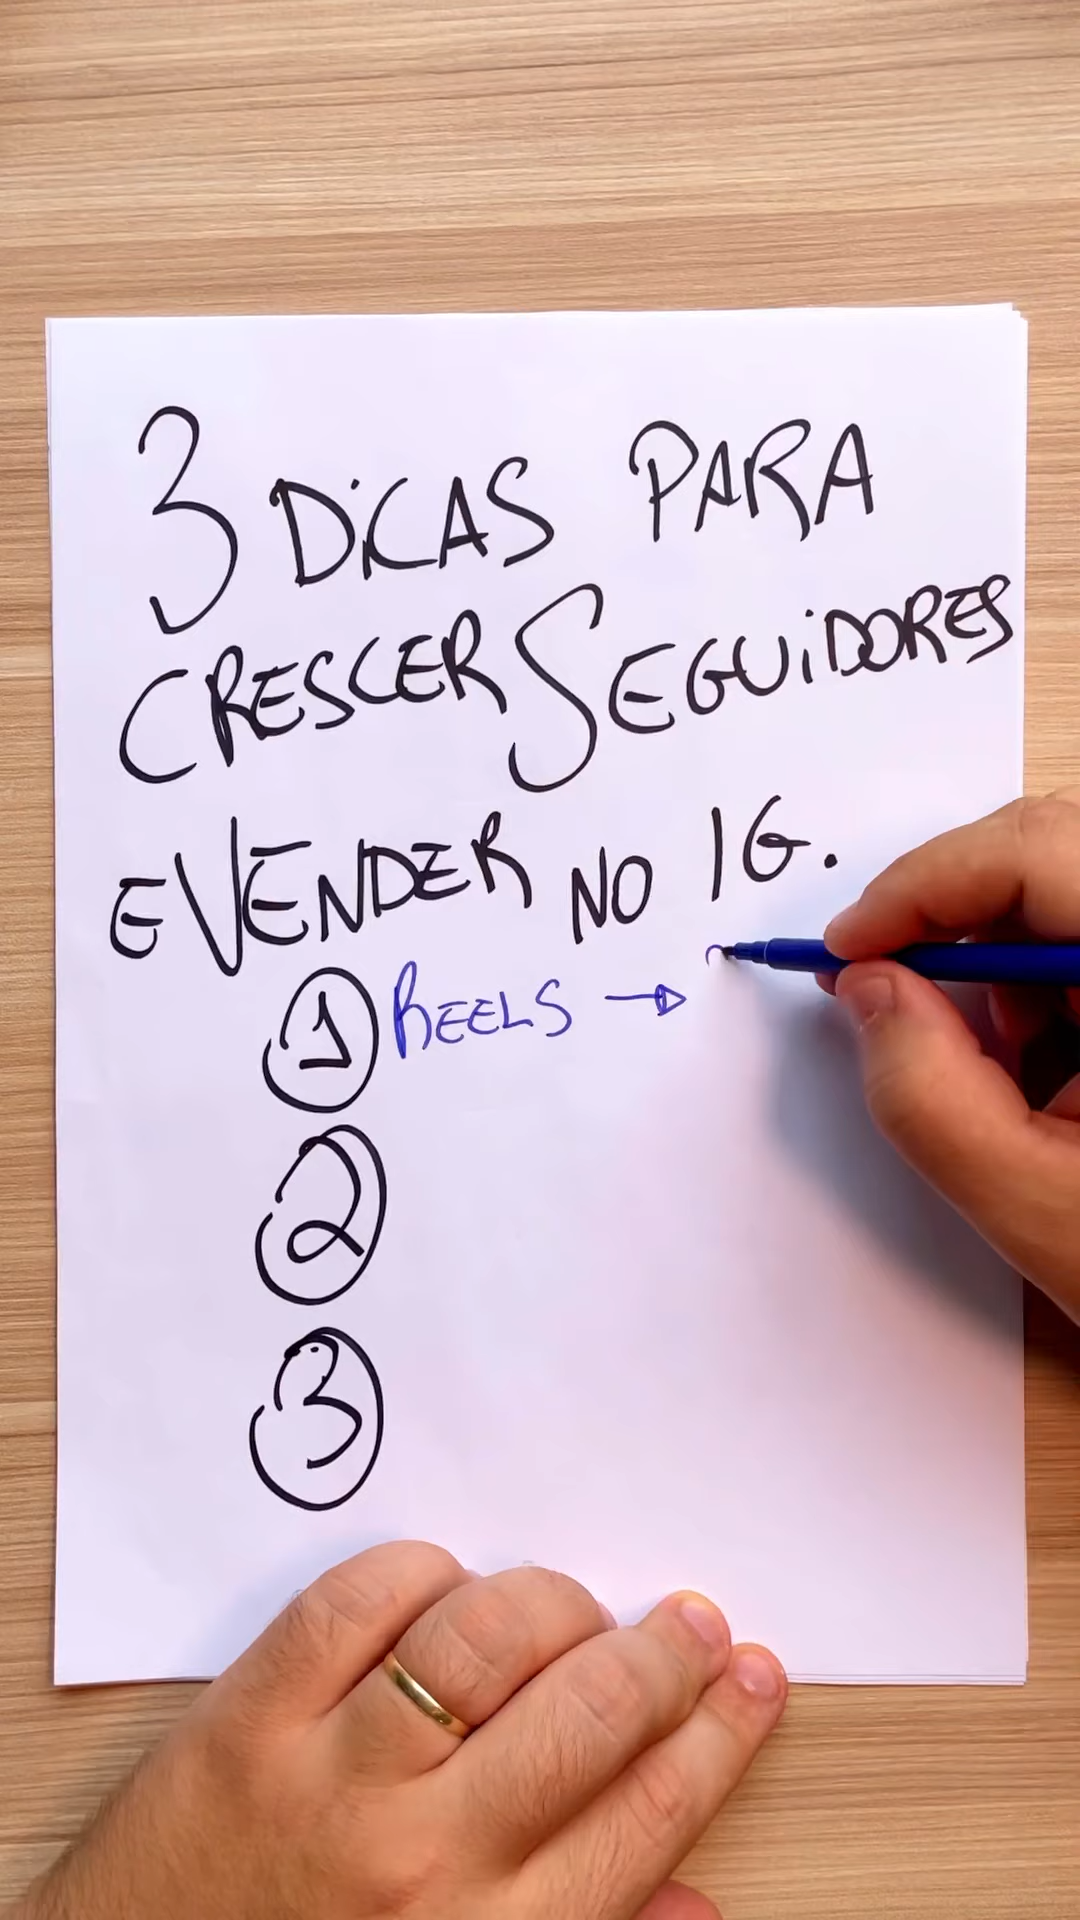 3 DiCAS PARA
CRESCER SEGUiDORES
E VENDER NO IG.
1 REELS →
2
3